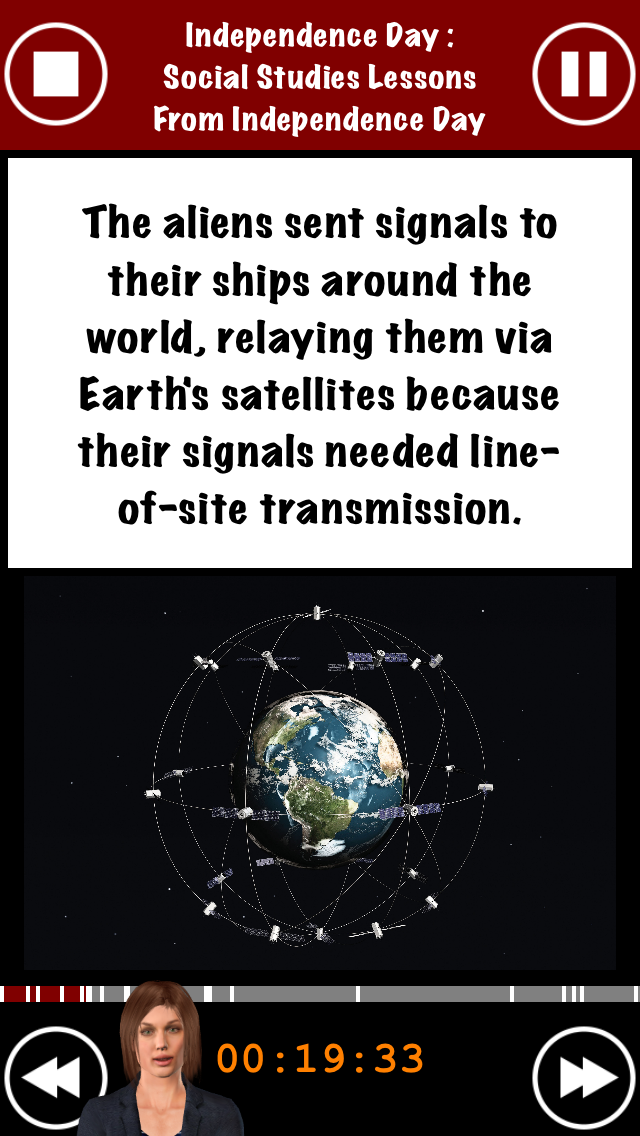 Independence Day :
Social Studies Lessons
From Independence Day
The aliens sent signals to
their ships around the
world, relaying them via
Earth's satellites because
their signals needed line-
of-site transmission.
00:19:33